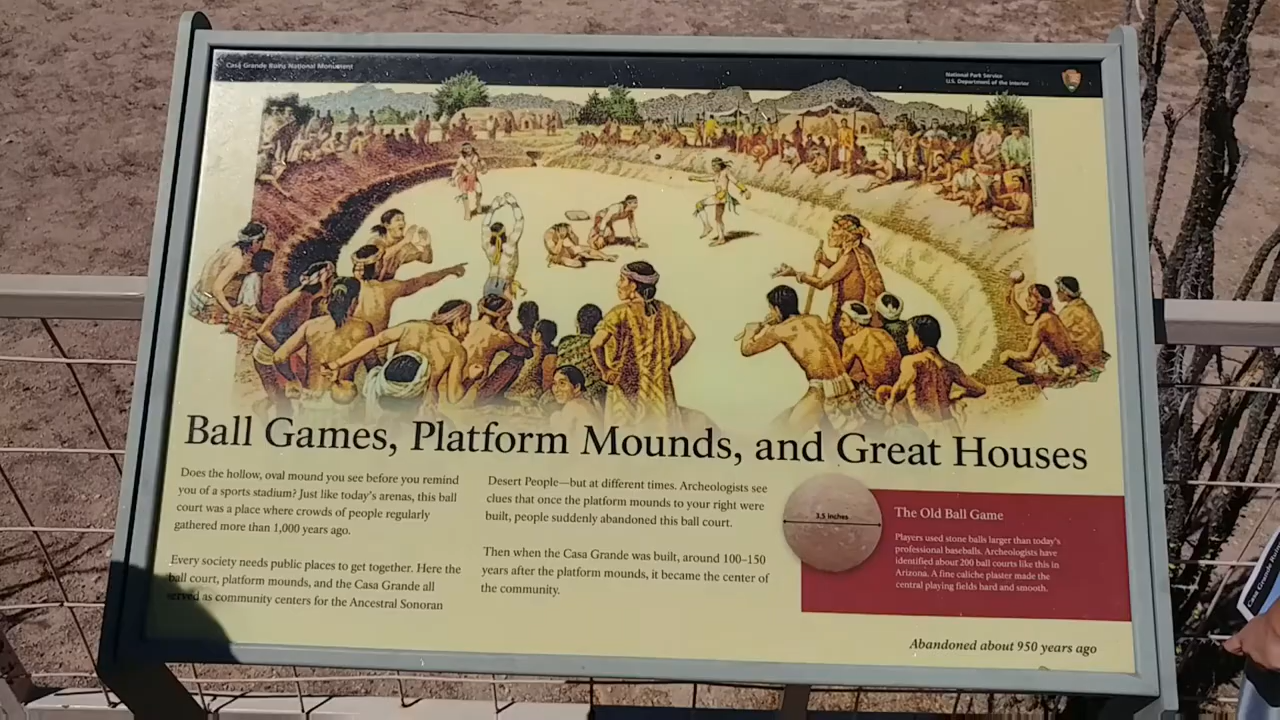 Casa Grande Ruins National Monument
National Park Service
U.S. Department of the Interior
Ball Games, Platform Mounds, and Great Houses
Does the hollow, oval mound you see before you remind
you of a sports stadium? Just like today's arenas, this ball
court was a place where crowds of people regularly
gathered more than 1,000 years ago.
Every society needs public places to get together. Here the
ball court, platform mounds, and the Casa Grande all
served as community centers for the Ancestral Sonoran
Desert People—but at different times. Archeologists see
clues that once the platform mounds to your right were
built, people suddenly abandoned this ball court.
Then when the Casa Grande was built, around 100–150
years after the platform mounds, it became the center of
the community.
3.5 inches
The Old Ball Game
Players used stone balls larger than today's
professional baseballs. Archeologists have
identified about 200 ball courts like this in
Arizona. A fine caliche plaster made the
central playing fields hard and smooth.
Abandoned about 950 years ago
Casa Grande